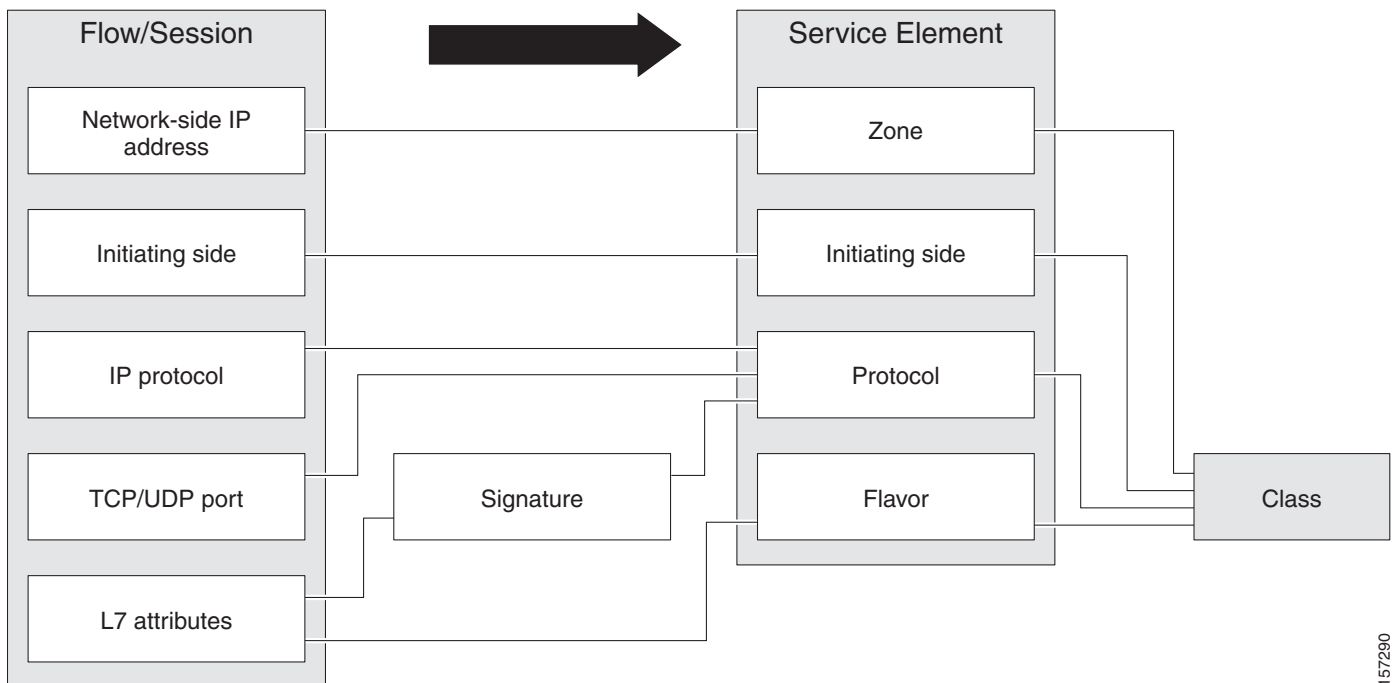 Flow/Session
Service Element
Network-side IP
address
Zone
Initiating side
Initiating side
IP protocol
Protocol
TCP/UDP port
Signature
Flavor
Class
L7 attributes
157290